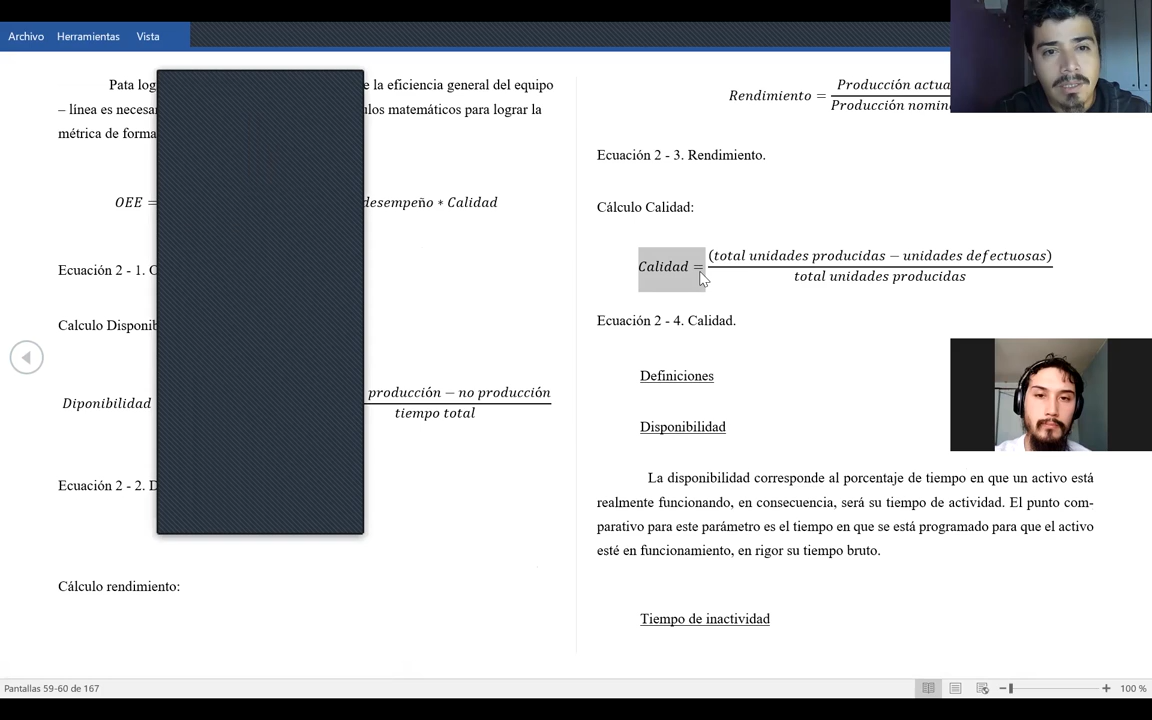 Archivo Herramientas Vista
Pata e la eficiencia general del equipo
– línea es ulos matemáticos para lograr la
métrica de forma
OEE = desempeño ∗ Calidad
Ecuación 2 - 1.
Calculo
Diponibilidad producción − no producción
tiempo total
Ecuación 2 - 2.
Cálculo rendimiento:
Rendimiento = Producción
Producción
Ecuación 2 - 3. Rendimiento.
Cálculo Calidad:
Calidad = (total unidades producidas − unidades defectuosas)
total unidades producidas
Ecuación 2 - 4. Calidad.
Definiciones
Disponibilidad
La disponibilidad corresponde al porcentaje de tiempo en que un activo está
realmente funcionando, en consecuencia, será su tiempo de actividad. El punto com-
parativo para este parámetro es el tiempo en que se está programado para que el activo
esté en funcionamiento, en rigor su tiempo bruto.
Tiempo de inactividad
Pantallas 59-60 de 167
100 %